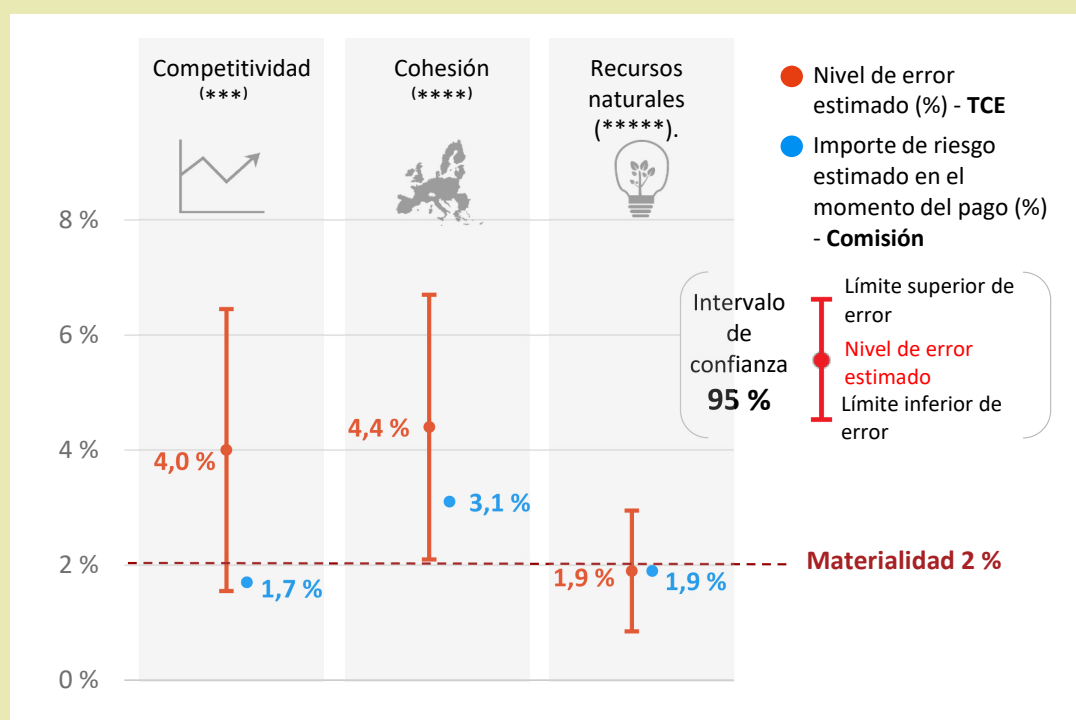 Competitividad
(***)
Cohesión
(****)
Recursos
naturales
(*****).
Nivel de error
estimado (%) - TCE
Importe de riesgo
estimado en el
momento del pago (%)
- Comisión
Intervalo
de
confianza
95 %
Límite superior de
error
Nivel de error
estimado
Límite inferior de
error
8 %
6 %
4 %
2 %
0 %
4,0 %
1,7 %
4,4 %
3,1 %
1,9 %
1,9 %
Materialidad 2 %